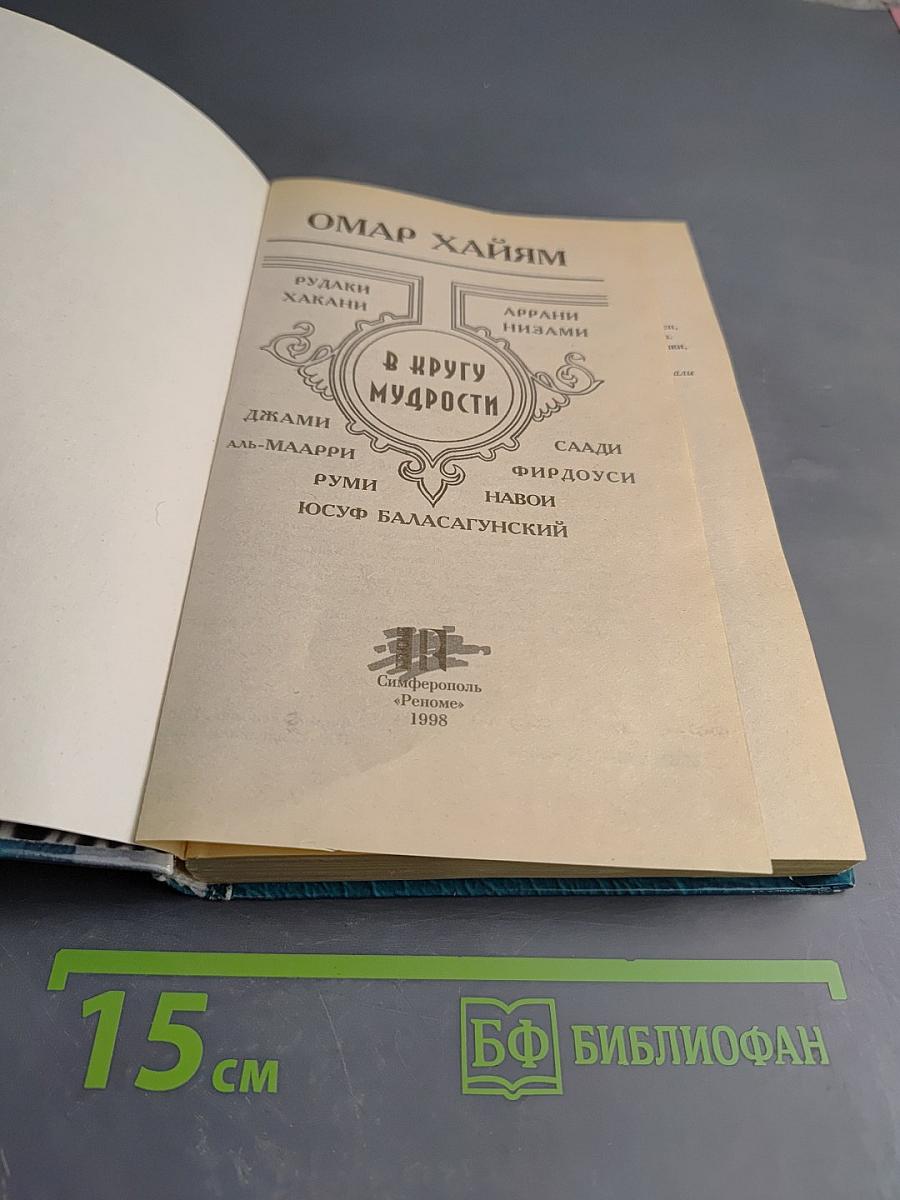 ОМАР ХАЙЯМ
РУДАКИ
ХАКАНИ
АРРАНИ
НИЗАМИ
В КРУГУ
МУДРОСТИ
ДЖАМИ
АЛЬ-МААРРИ
РУМИ
СААДИ
ФИРДОУСИ
НАВОИ
ЮСУФ БАЛАСАГУНСКИЙ
Симферополь
«Реноме»
1998
15 см
БФ БИБЛИОФАН